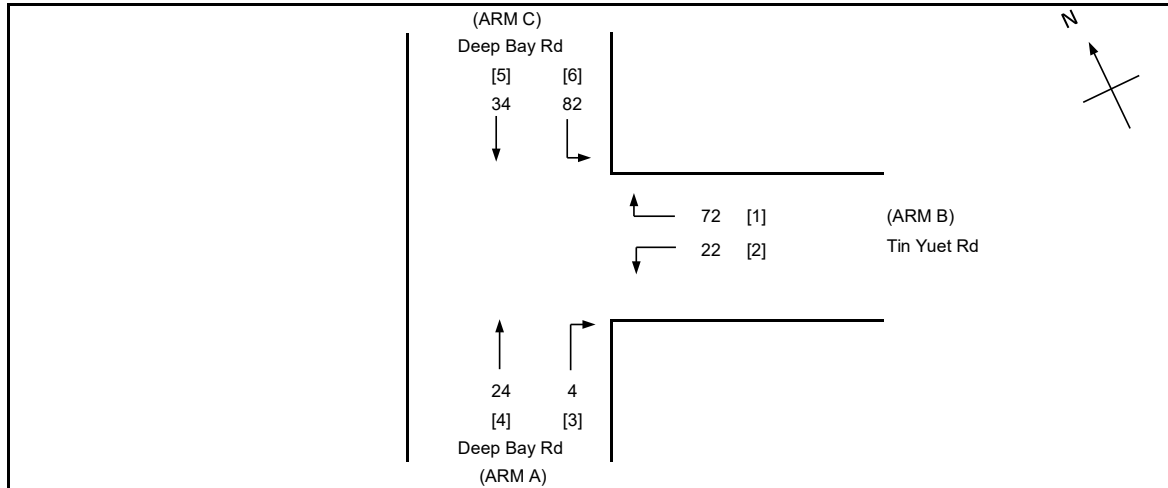 (ARM C)
N
Deep Bay Rd
[5] [6]
34 82
72 [1] (ARM B)
22 [2] Tin Yuet Rd
24 4
[4] [3]
Deep Bay Rd
(ARM A)